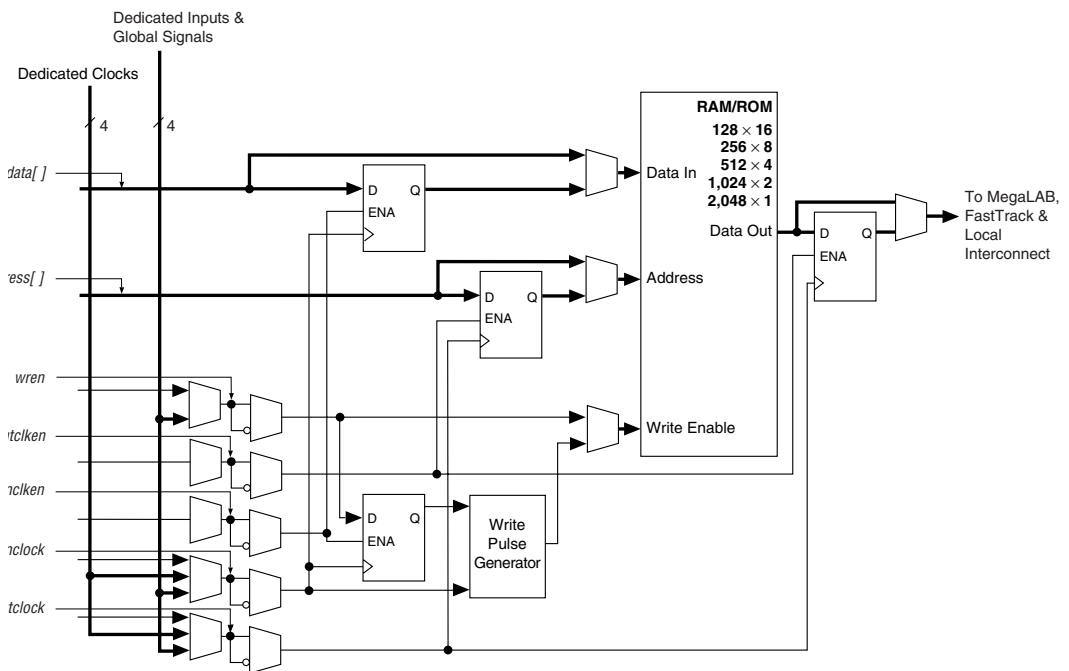 Dedicated Inputs &
Global Signals
Dedicated Clocks
4
4
RAM/ROM
128 × 16
256 × 8
512 × 4
1,024 × 2
2,048 × 1
data[ ]
D
Q
ENA
Data In
Data Out
D
Q
ENA
To MegaLAB,
FastTrack &
Local
Interconnect
ress[ ]
D
Q
ENA
Address
wren
Write Enable
tclken
clken
D
Q
ENA
Write
Pulse
Generator
clock
tclock